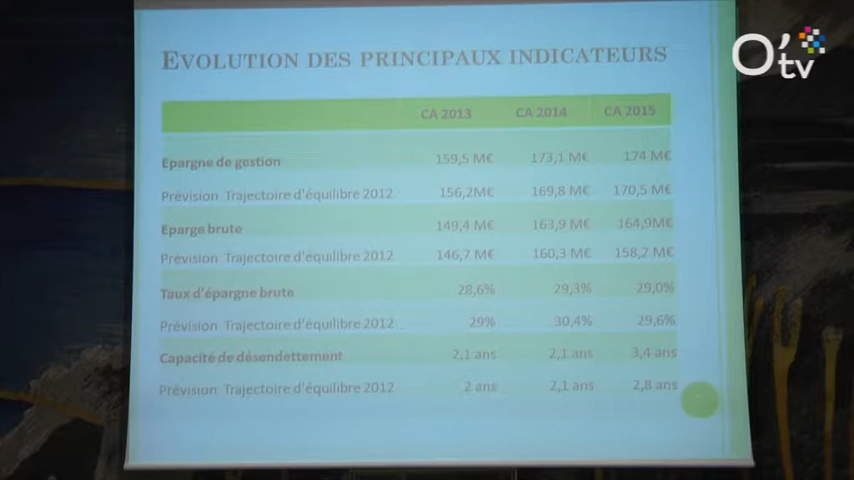 O'tv
EVOLUTION DES PRINCIPAUX INDICATEURS
CA 2013 CA 2014 CA 2015
Epargne de gestion 159,5 M€ 173,1 M€ 174 M€
Prévision Trajectoire d'équilibre 2012 156,2M€ 169,8 M€ 170,5 M€
Eparge brute 149,4 M€ 163,9 M€ 164,9M€
Prévision Trajectoire d'équilibre 2012 146,7 M€ 160,3 M€ 158,2 M€
Taux d'épargne brute 28,6% 29,3% 29,0%
Prévision Trajectoire d'équilibre 2012 29% 30,4% 29,6%
Capacité de désendettement 2,1 ans 2,1 ans 3,4 ans
Prévision Trajectoire d'équilibre 2012 2 ans 2,1 ans 2,8 ans